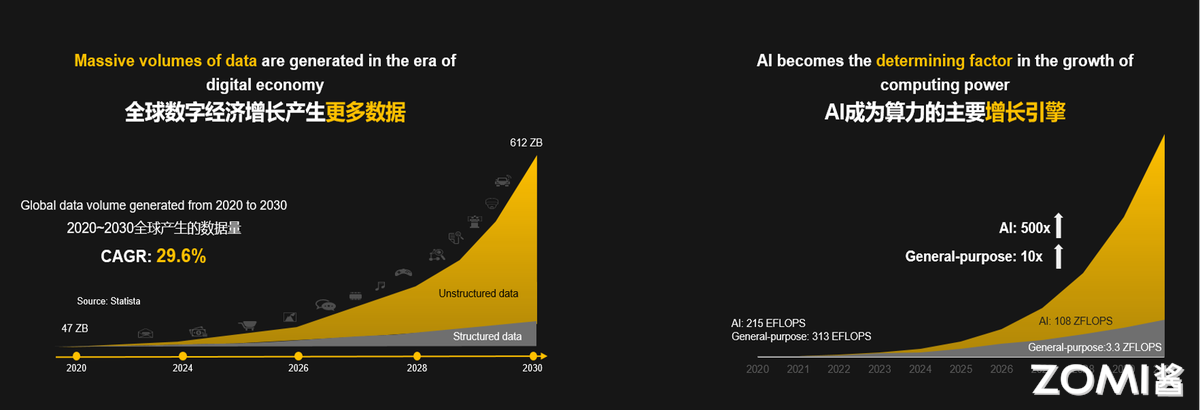 Massive volumes of data are generated in the era of
digital economy
全球数字经济增长产生更多数据
612 ZB
Global data volume generated from 2020 to 2030
2020~2030全球产生的数据量
CAGR: 29.6%
Source: Statista
Unstructured data
47 ZB
Structured data
2020 2024 2026 2028 2030
AI becomes the determining factor in the growth of
computing power
AI成为算力的主要增长引擎
AI: 500x
General-purpose: 10x
AI: 215 EFLOPS
General-purpose: 313 EFLOPS
AI: 108 ZFLOPS
General-purpose:3.3 ZFLOPS
2020 2021 2022 2023 2024 2025 2026
ZOMI酱